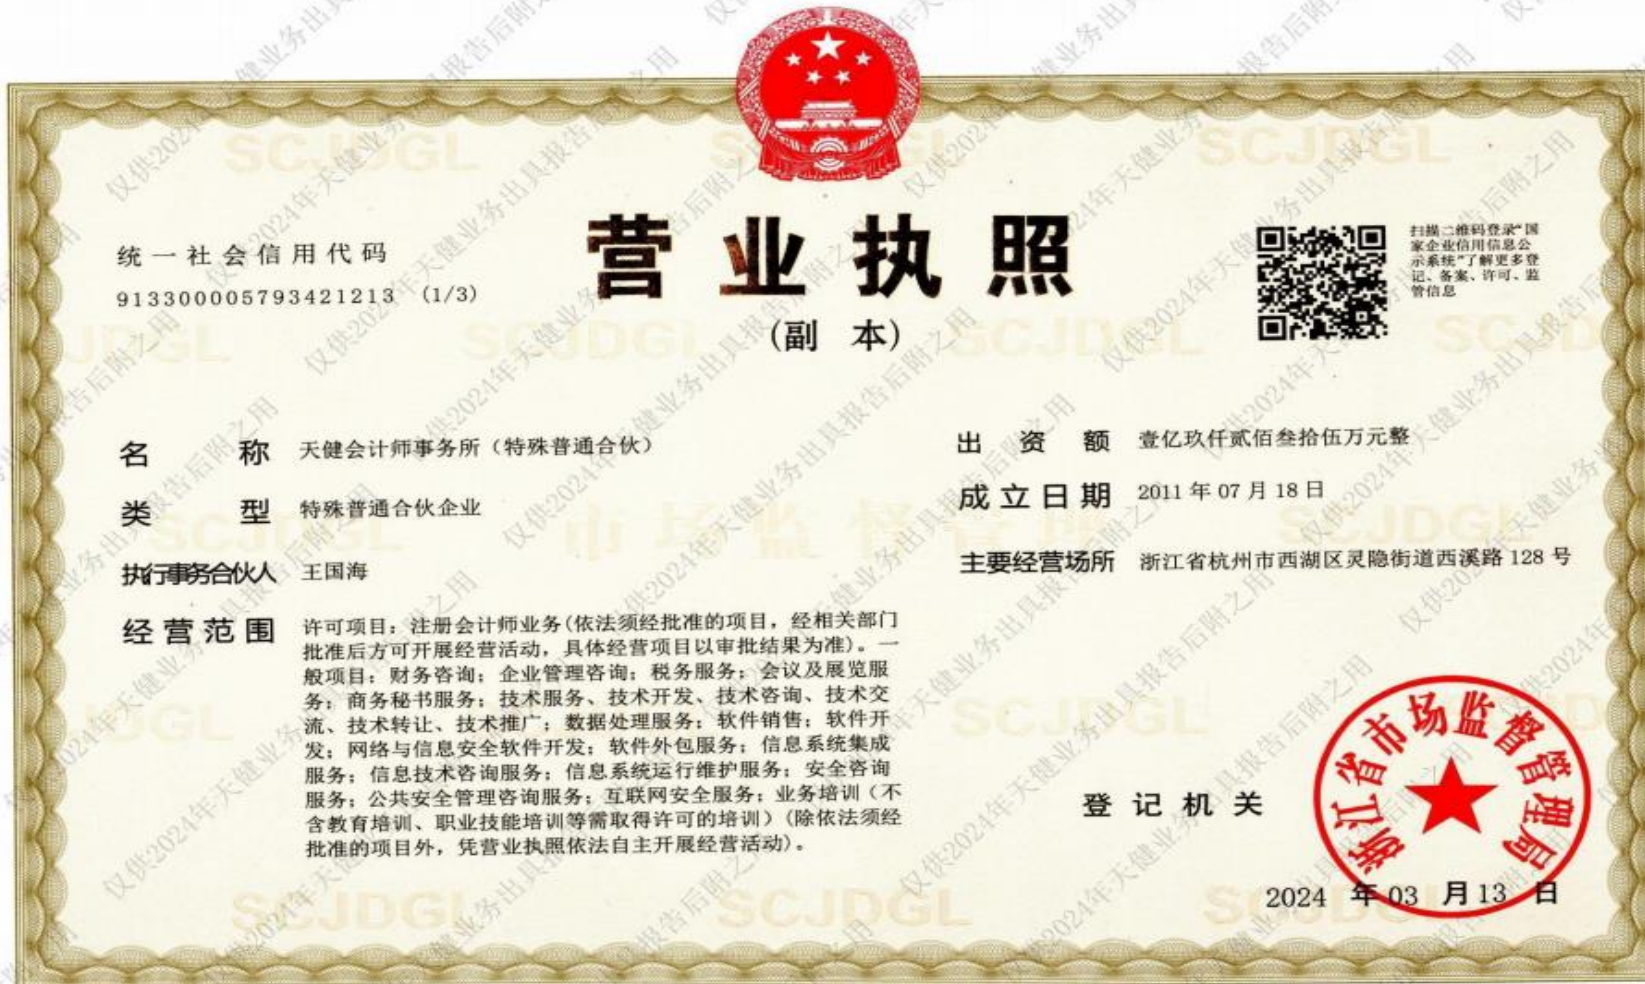 营业执照
(副 本)
统一社会信用代码
913300005793421213 (1/3)
扫描二维码登录“国
家企业信用信息公
示系统”了解更多登
记、备案、许可、监
管信息
名 称 天健会计师事务所（特殊普通合伙）
类 型 特殊普通合伙企业
执行事务合伙人 王国海
经营范围 许可项目：注册会计师业务(依法须经批准的项目，经相关部门
批准后方可开展经营活动，具体经营项目以审批结果为准)。一
般项目：财务咨询；企业管理咨询；税务服务；会议及展览服
务；商务秘书服务；技术服务、技术开发、技术咨询、技术交
流、技术转让、技术推广；数据处理服务；软件销售；软件开
发；网络与信息安全软件开发；软件外包服务；信息系统集成
服务；信息技术咨询服务；信息系统运行维护服务；安全咨询
服务；公共安全管理咨询服务；互联网安全服务；业务培训（不
含教育培训、职业技能培训等需取得许可的培训）(除依法须经
批准的项目外，凭营业执照依法自主开展经营活动)。
出 资 额 壹亿玖仟贰佰叁拾伍万元整
成立日期 2011 年 07 月 18 日
主要经营场所 浙江省杭州市西湖区灵隐街道西溪路 128 号
登记机关
浙江省市场监督管理局
2024 年 03 月 13 日
市场监督管理
SCJDGL
仅供2024年天健业务出具报告后附之用